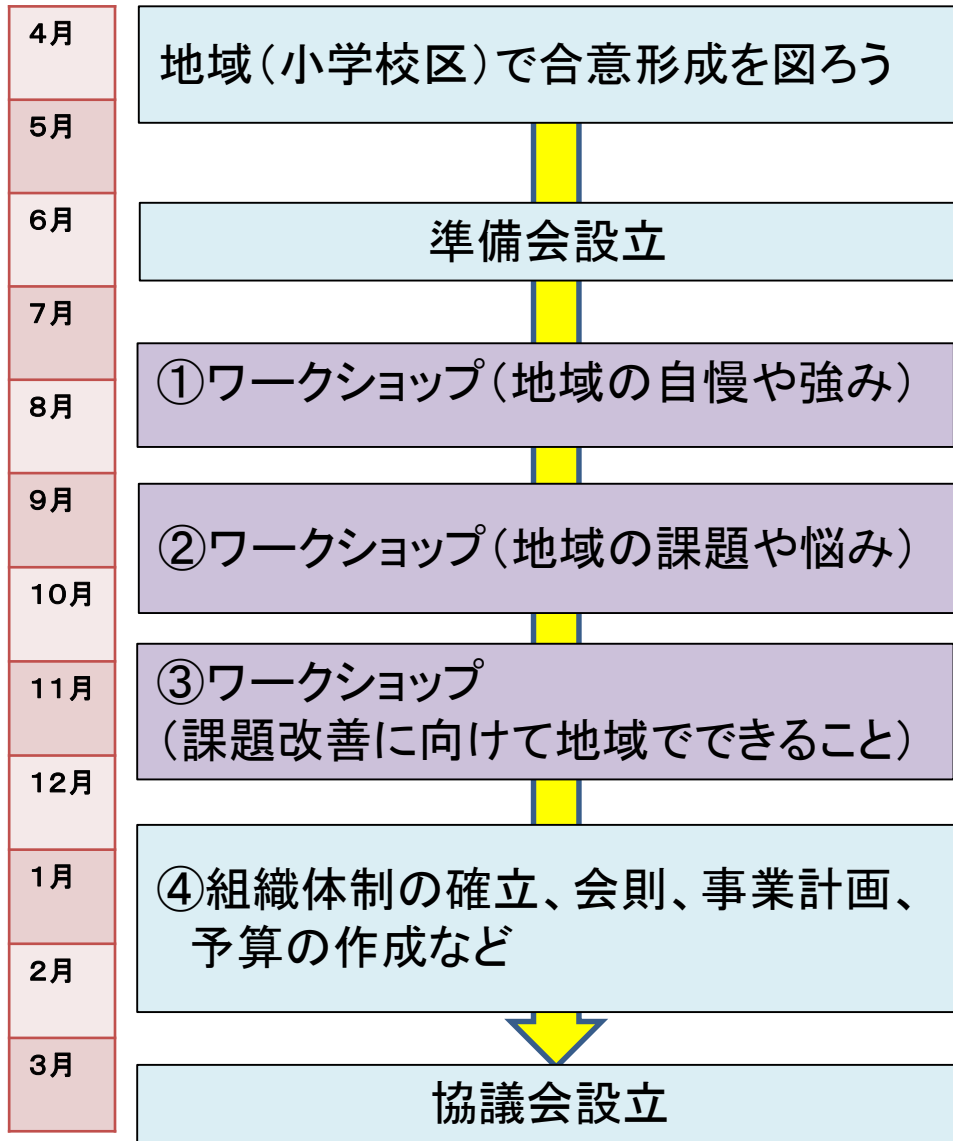 4月
地域（小学校区）で合意形成を図ろう
5月
6月
準備会設立
7月
①ワークショップ（地域の自慢や強み）
8月
9月
②ワークショップ（地域の課題や悩み）
10月
11月
③ワークショップ
（課題改善に向けて地域でできること）
12月
1月
④組織体制の確立、会則、事業計画、
予算の作成など
2月
3月
協議会設立